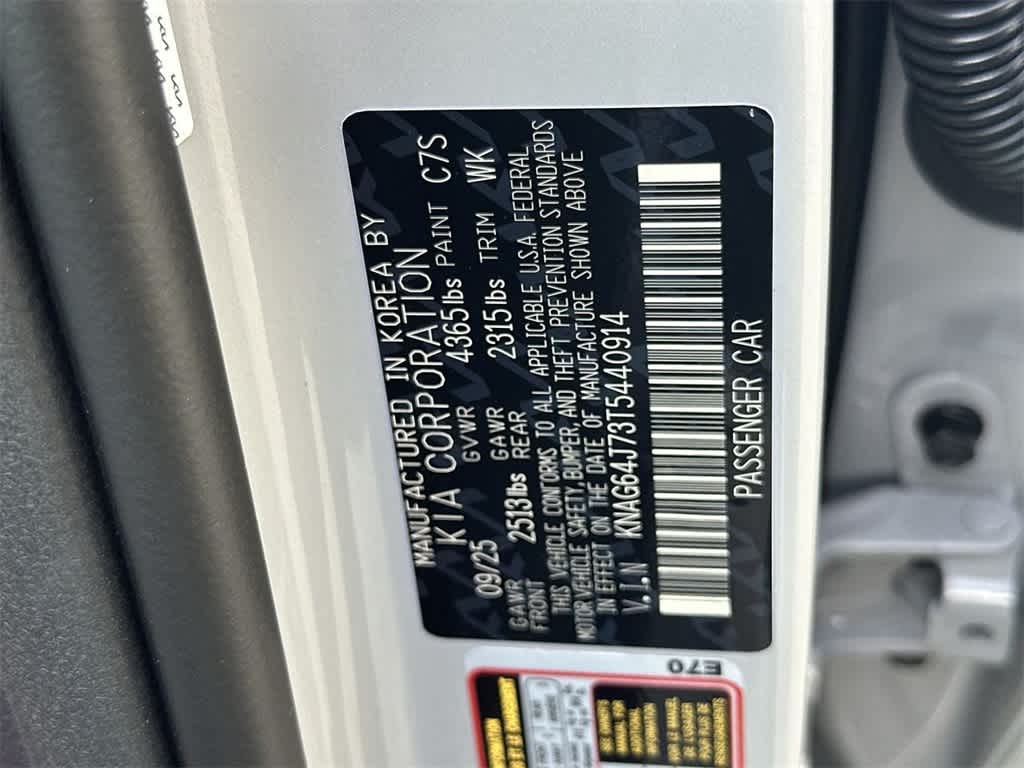 MANUFACTURED IN KOREA BY
KIA CORPORATION
09/25 GVWR 4365lbs PAINT C7S
GAWR FRONT 2513lbs GAWR REAR 2315lbs TRIM WK
THIS VEHICLE CONFORMS TO ALL APPLICABLE U.S.A. FEDERAL
MOTOR VEHICLE SAFETY, BUMPER, AND THEFT PREVENTION STANDARDS
IN EFFECT ON THE DATE OF MANUFACTURE SHOWN ABOVE
V.I.N KNAG64J73T5440914
PASSENGER CAR
E70